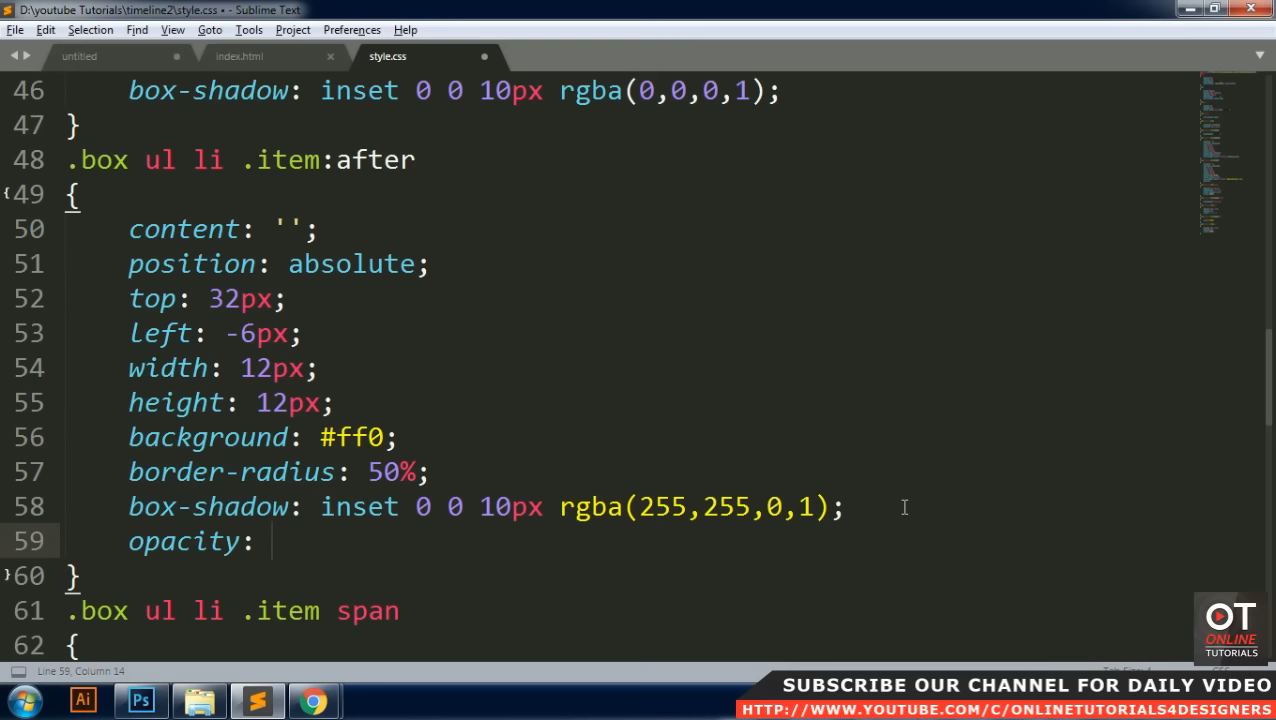 D:\youtube Tutorials\timeline2\style.css • - Sublime Text
File Edit Selection Find View Goto Tools Project Preferences Help
untitled index.html style.css
46 box-shadow: inset 0 0 10px rgba(0,0,0,1);
47 }
48 .box ul li .item:after
49 {
50 content: '';
51 position: absolute;
52 top: 32px;
53 left: -6px;
54 width: 12px;
55 height: 12px;
56 background: #ff0;
57 border-radius: 50%;
58 box-shadow: inset 0 0 10px rgba(255,255,0,1);
59 opacity:
60 }
61 .box ul li .item span
62 {
OT
ONLINE
TUTORIALS
Line 59, Column 14
Ai Ps
SUBSCRIBE OUR CHANNEL FOR DAILY VIDEO
HTTP://WWW.YOUTUBE.COM/C/ONLINETUTORIALS4DESIGNERS